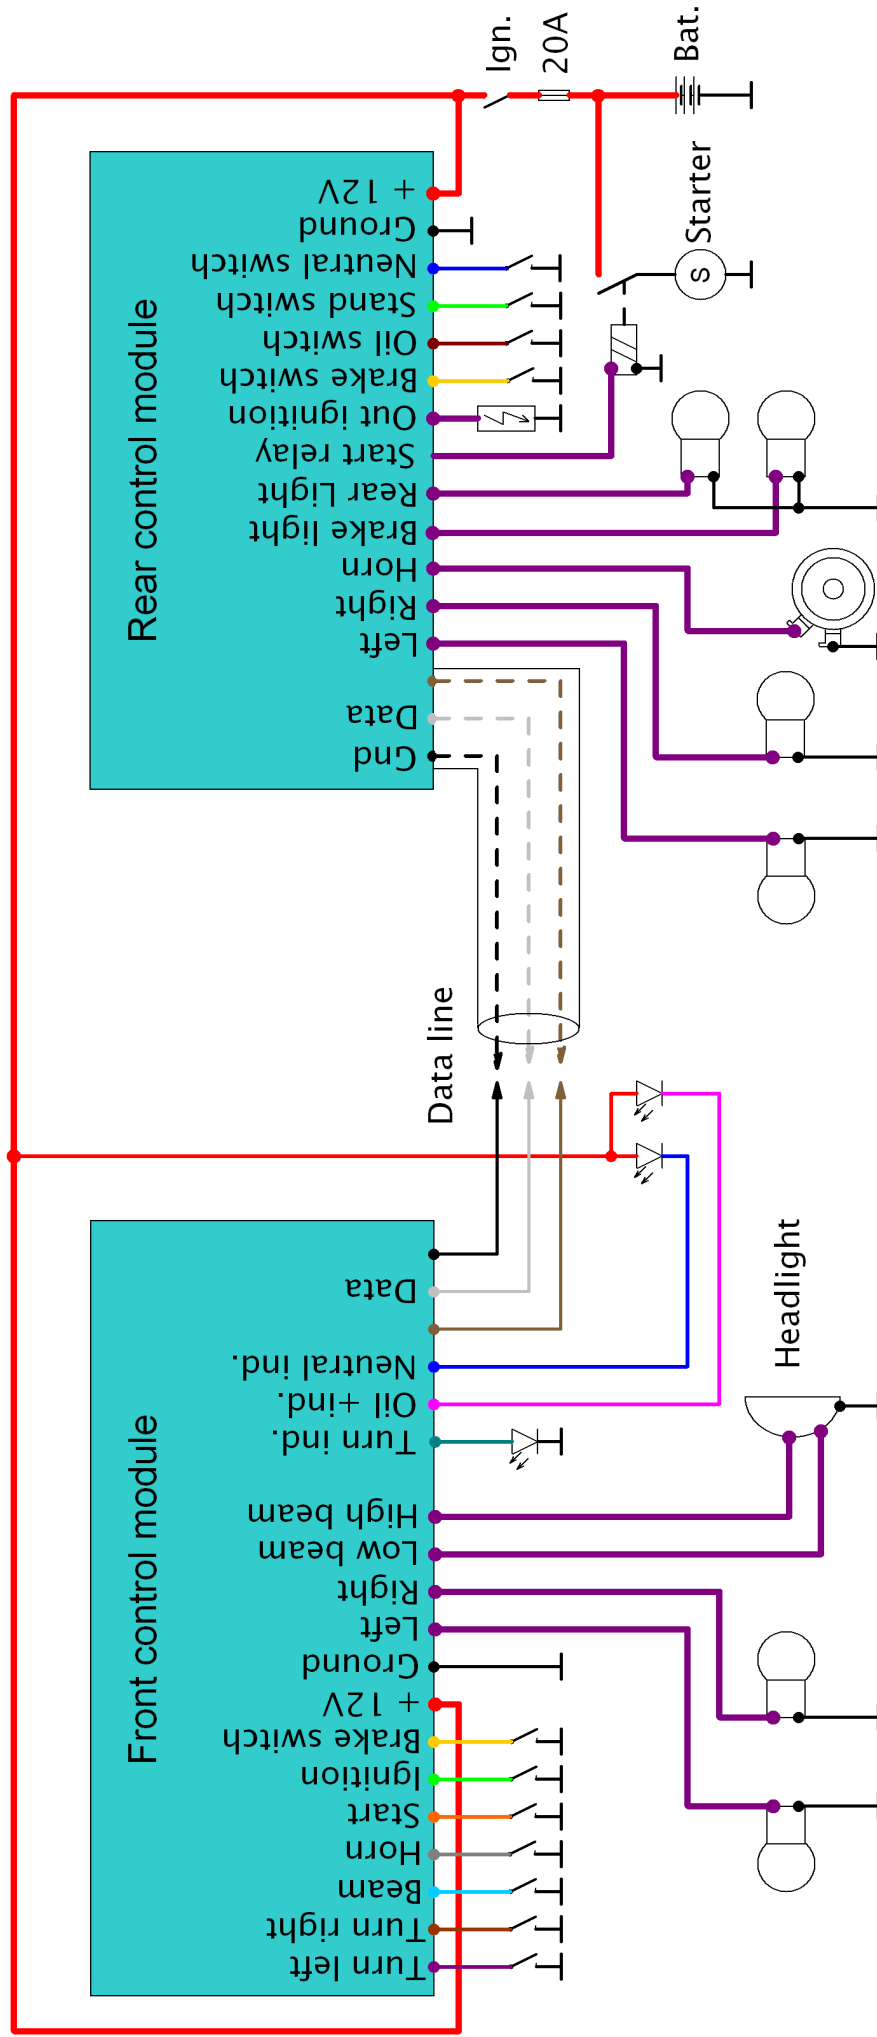 Ign.
20A
Bat.
Starter
Rear control module
+ 12V
Ground
Neutral switch
Stand switch
Oil switch
Brake switch
Out ignition
Start relay
Rear Light
Brake light
Horn
Right
Left
Data
Gnd
S
Data line
Front control module
Data
Neutral ind.
Oil +ind.
Turn ind.
High beam
Low beam
Right
Left
Ground
+ 12V
Brake switch
Ignition
Start
Horn
Beam
Turn right
Turn left
Headlight